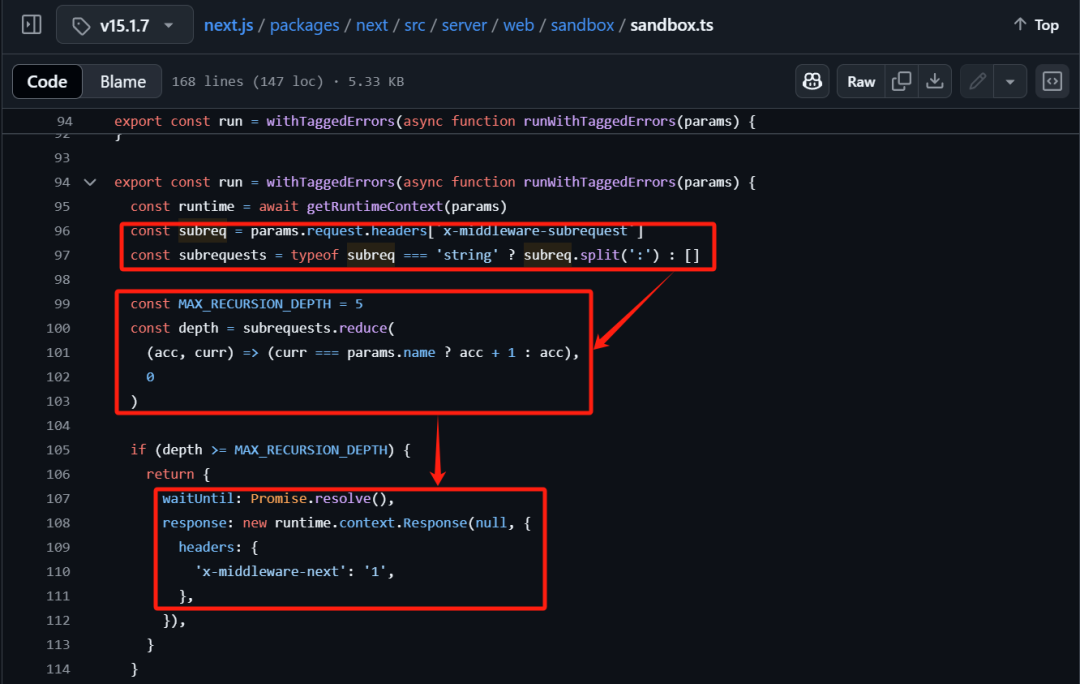 v15.1.7 next.js / packages / next / src / server / web / sandbox / sandbox.ts Top
Code Blame 168 lines (147 loc) · 5.33 KB Raw
94 export const run = withTaggedErrors(async function runWithTaggedErrors(params) {
92 }
93
94 export const run = withTaggedErrors(async function runWithTaggedErrors(params) {
95 const runtime = await getRuntimeContext(params)
96 const subreq = params.request.headers[`x-middleware-subrequest`]
97 const subrequests = typeof subreq === 'string' ? subreq.split(':') : []
98
99 const MAX_RECURSION_DEPTH = 5
100 const depth = subrequests.reduce(
101 (acc, curr) => (curr === params.name ? acc + 1 : acc),
102 0
103 )
104
105 if (depth >= MAX_RECURSION_DEPTH) {
106 return {
107 waitUntil: Promise.resolve(),
108 response: new runtime.context.Response(null, {
109 headers: {
110 'x-middleware-next': '1',
111 },
112 }),
113 }
114 }